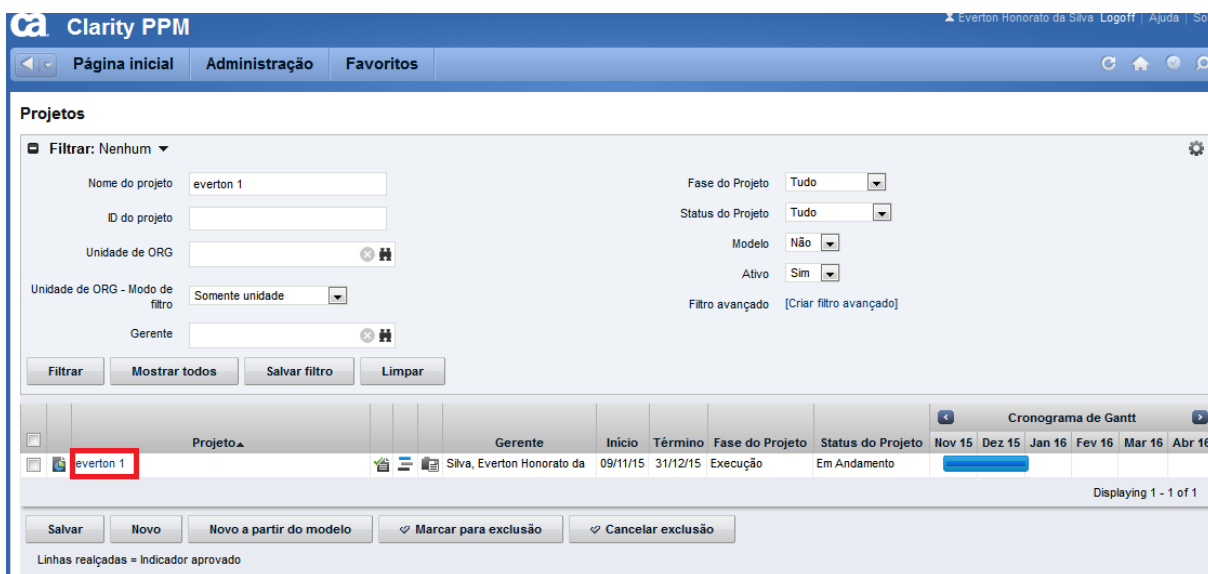 ca Clarity PPM
Everton Honorato da Silva Logoff | Ajuda | So
Página inicial Administração Favoritos
Projetos
Filtrar: Nenhum
Nome do projeto everton 1
Fase do Projeto Tudo
ID do projeto
Status do Projeto Tudo
Unidade de ORG
Modelo Não
Ativo Sim
Unidade de ORG - Modo de
filtro
Somente unidade
Filtro avançado [Criar filtro avançado]
Gerente
Filtrar Mostrar todos Salvar filtro Limpar
Cronograma de Gantt
Projeto Gerente Início Término Fase do Projeto Status do Projeto Nov 15 Dez 15 Jan 16 Fev 16 Mar 16 Abr 16
everton 1 Silva, Everton Honorato da 09/11/15 31/12/15 Execução Em Andamento
Displaying 1 - 1 of 1
Salvar Novo Novo a partir do modelo Marcar para exclusão Cancelar exclusão
Linhas realçadas = Indicador aprovado